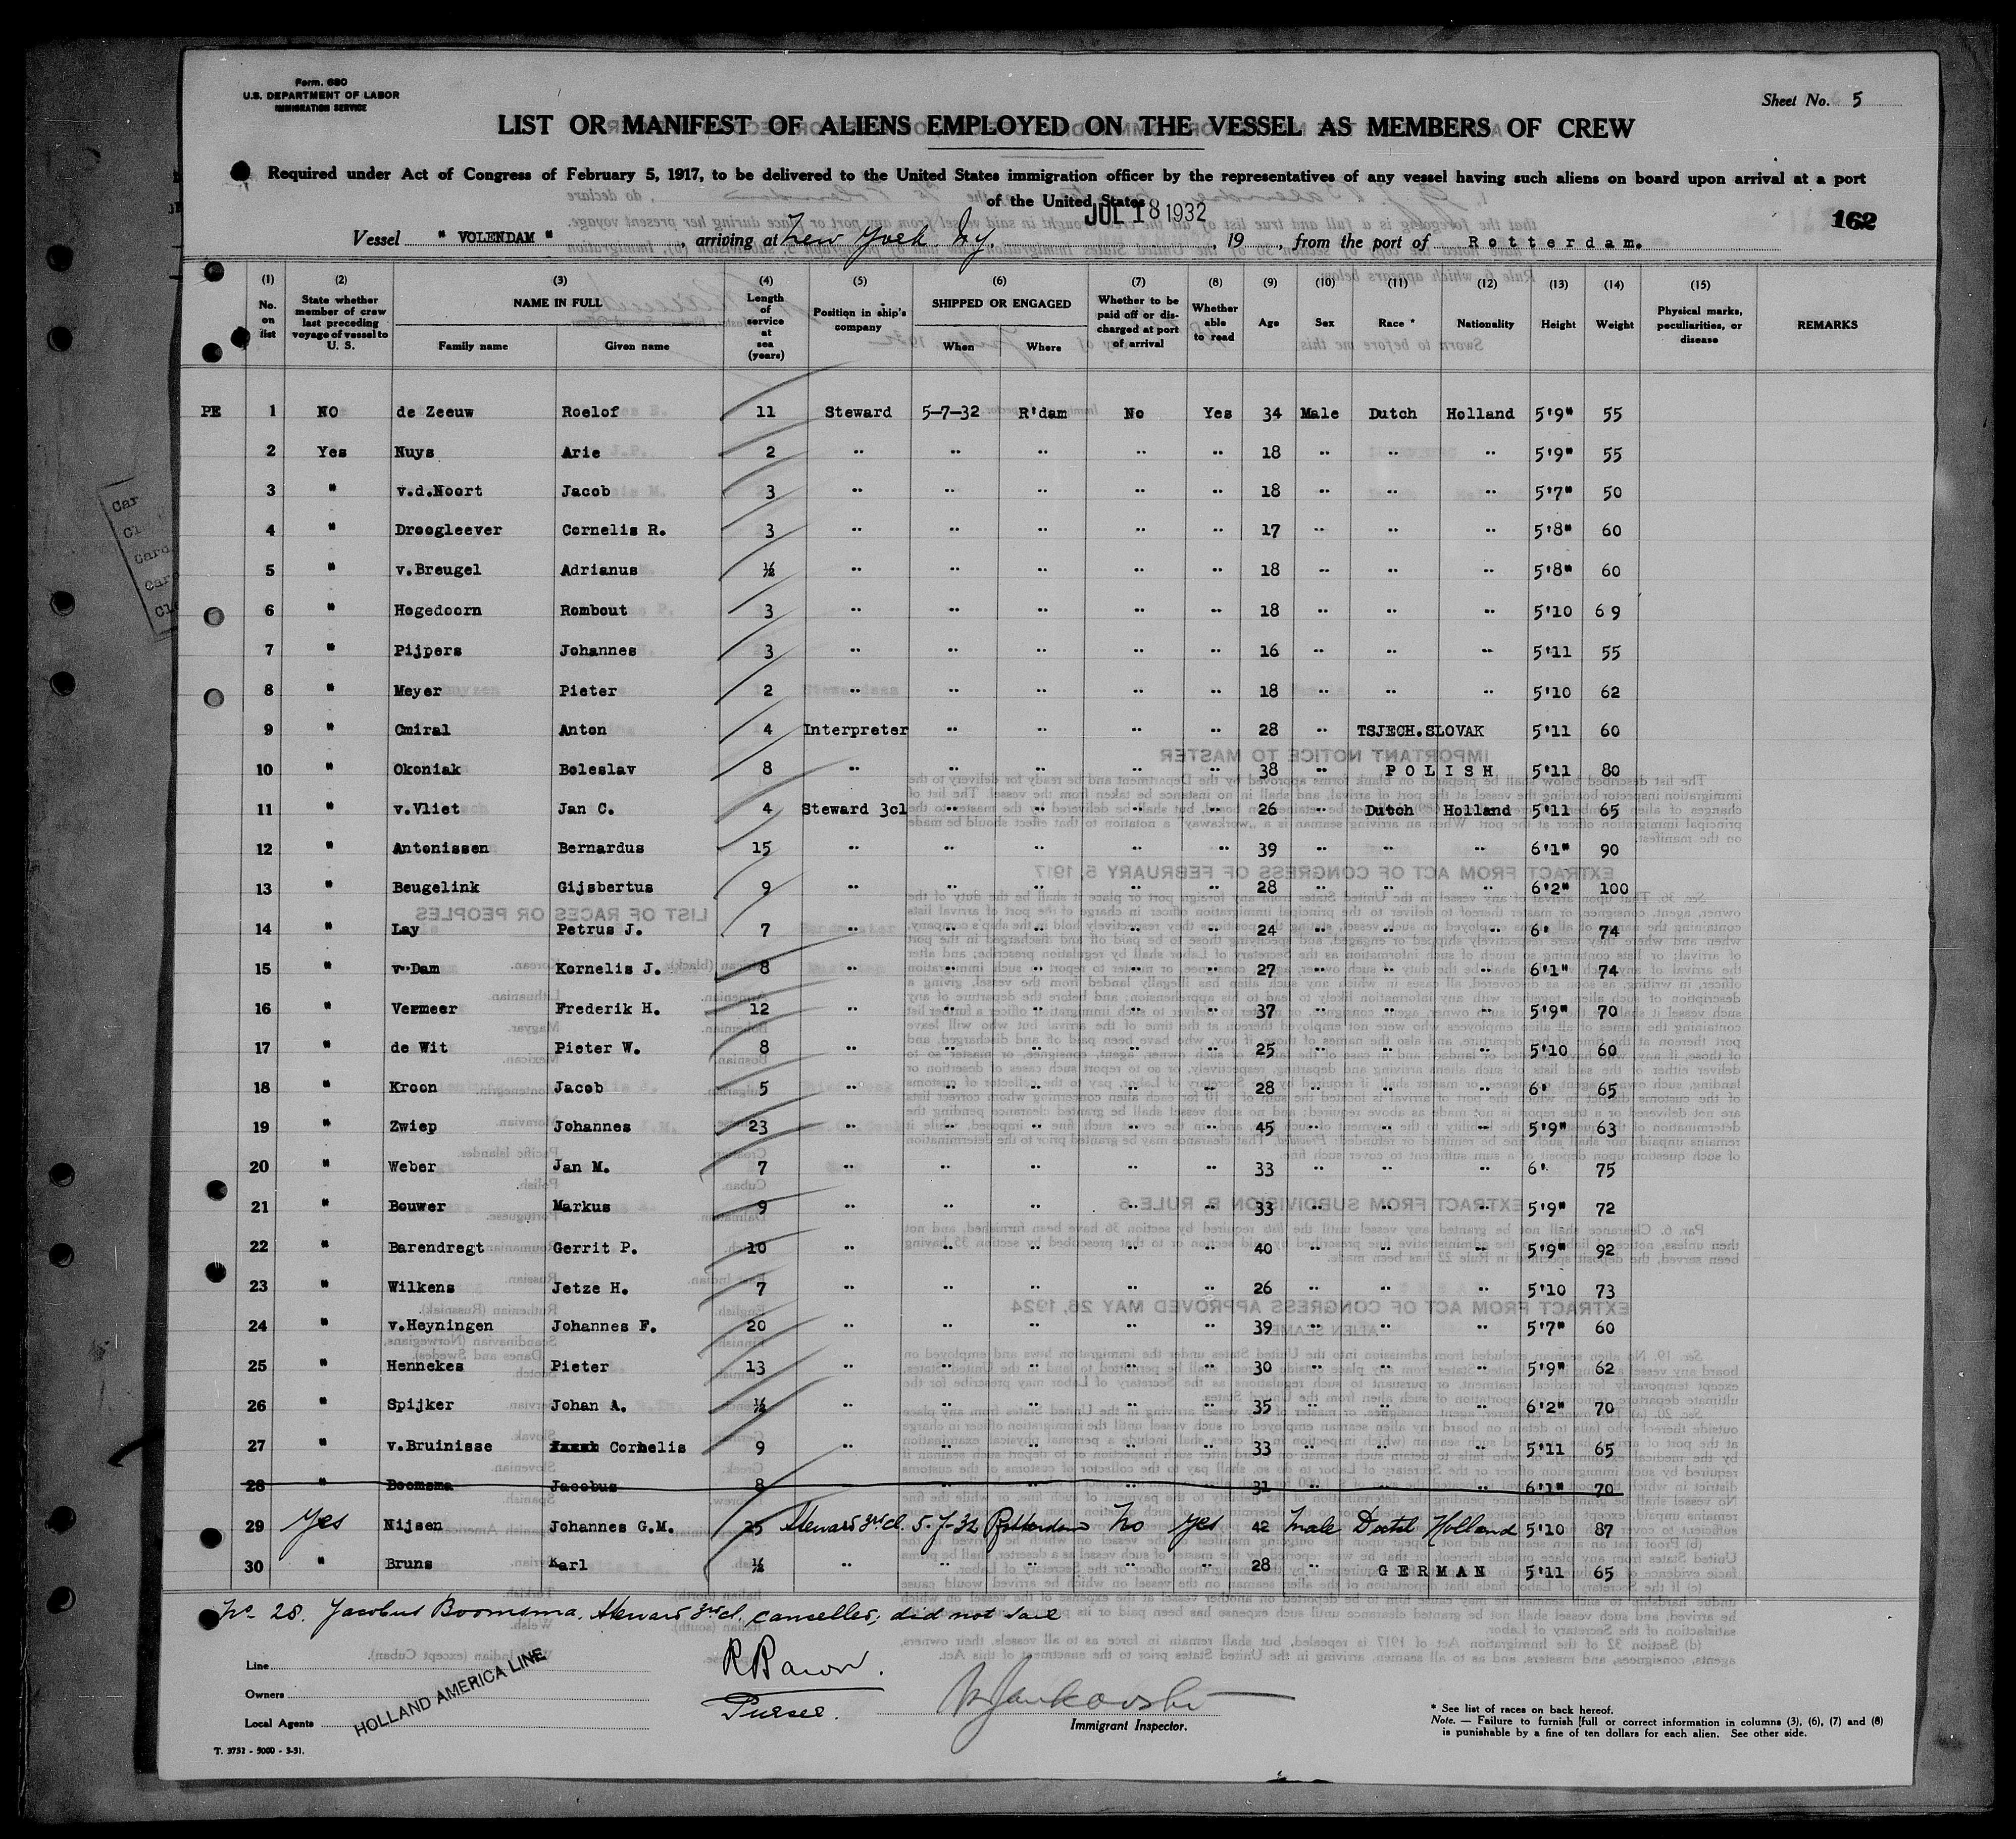 Form. 680
U.S. DEPARTMENT OF LABOR
IMMIGRATION SERVICE
Sheet No. 5
LIST OR MANIFEST OF ALIENS EMPLOYED ON THE VESSEL AS MEMBERS OF CREW
Required under Act of Congress of February 5, 1917, to be delivered to the United States immigration officer by the representatives of any vessel having such aliens on board upon arrival at a port
of the United States
JUL 18 1932
162
Vessel " VOLENDAM " , arriving at New York. N.y. , 19 , from the port of Rotterdam.
(1) No. on list (2) State whether member of crew last preceding voyage of vessel to U. S. (3) NAME IN FULL Family name Given name (4) Length of service at sea (years) (5) Position in ship's company (6) SHIPPED OR ENGAGED When Where (7) Whether to be paid off or discharged at port of arrival (8) Whether able to read (9) Age (10) Sex (11) Race * (12) Nationality (13) Height (14) Weight (15) Physical marks, peculiarities, or disease REMARKS
PE 1 NO de Zeeuw Roelof 11 Steward 5-7-32 R'dam No Yes 34 Male Dutch Holland 5'9" 55
2 Yes Nuys Arie 2 " " " " " 18 " " " 5'9" 55
3 " v.d.Noort Jacob 3 " " " " " 18 " " " 5'7" 50
4 " Droogleever Cornelis R. 3 " " " " " 17 " " " 5'8" 60
5 " v.Breugel Adrianus ½ " " " " " 18 " " " 5'8" 60
6 " Hogedoorn Rombout 3 " " " " " 18 " " " 5'10 69
7 " Pijpers Johannes 3 " " " " " 16 " " " 5'11 55
8 " Meyer Pieter 2 " " " " " 18 " " " 5'10 62
9 " Cmiral Anton 4 Interpreter " " " " 28 " TSJECH.SLOVAK 5'11 60
10 " Okoniak Boleslav 8 " " " " " 38 " POLISH 5'11 80
11 " v.Vliet Jan C. 4 Steward 3cl " " " " 26 " Dutch Holland 5'11 65
12 " Antonissen Bernardus 15 " " " " " 39 " " " 6'1" 90
13 " Beugelink Gijsbertus 9 " " " " " 28 " " " 6'2" 100
14 " Lay Petrus J. 7 " " " " " 24 " " " 6' 74
15 " v.Dam Kornelis J. 8 " " " " " 27 " " " 6'1" 74
16 " Vermeer Frederik H. 12 " " " " " 37 " " " 5'9" 70
17 " de Wit Pieter W. 8 " " " " " 25 " " " 5'10 60
18 " Kroon Jacob 5 " " " " " 28 " " " 6' 65
19 " Zwiep Johannes 23 " " " " " 45 " " " 5'9" 63
20 " Weber Jan M. 7 " " " " " 33 " " " 6' 75
21 " Bouwer Markus 9 " " " " " 33 " " " 5'9" 72
22 " Barendregt Gerrit P. 10 " " " " " 40 " " " 5'9" 92
23 " Wilkens Jetze H. 7 " " " " " 26 " " " 5'10 73
24 " v.Heyningen Johannes F. 20 " " " " " 39 " " " 5'7" 60
25 " Hennekes Pieter 13 " " " " " 30 " " " 5'9" 62
26 " Spijker Johan A. ½ " " " " " 35 " " " 6'2" 70
27 " v.Bruinisse Cornelis 9 " " " " " 33 " " " 5'11 65
28 " Boomsma Jacobus 8 " " " " " 31 " " " 6'1" 70
29 Yes Nijsen Johannes G.M. 25 Steward 3rd cl. 5-7-32 Rotterdam No yes 42 male Dutch Holland 5'10 87
30 " Bruns Karl ½ " " " " " 28 " GERMAN 5'11 65
No. 28. Jacobus Boomsma, Steward 3rd cl. cancelled; did not sail
Line
Owners
Local Agents
HOLLAND AMERICA LINE
Purser.
Immigrant Inspector.
* See list of races on back hereof.
Note. — Failure to furnish full or correct information in columns (3), (6), (7) and (8)
is punishable by a fine of ten dollars for each alien. See other side.
T. 3732 - 5000 - 3-31.